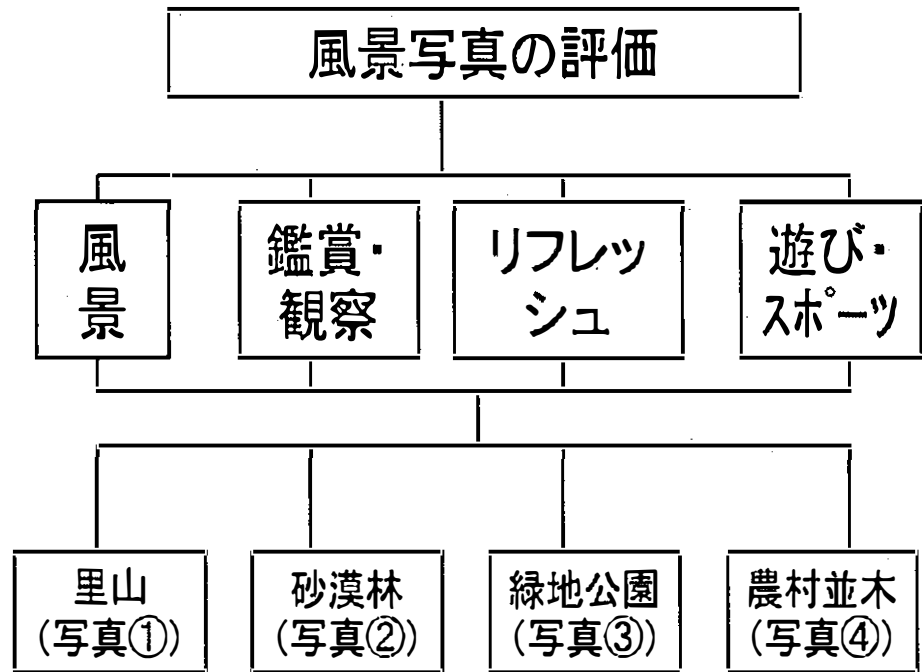 風景写真の評価
風
景
鑑賞・
観察
リフレッ
シュ
遊び・
スポーツ
里山
(写真①)
砂漠林
(写真②)
緑地公園
(写真③)
農村並木
(写真④)